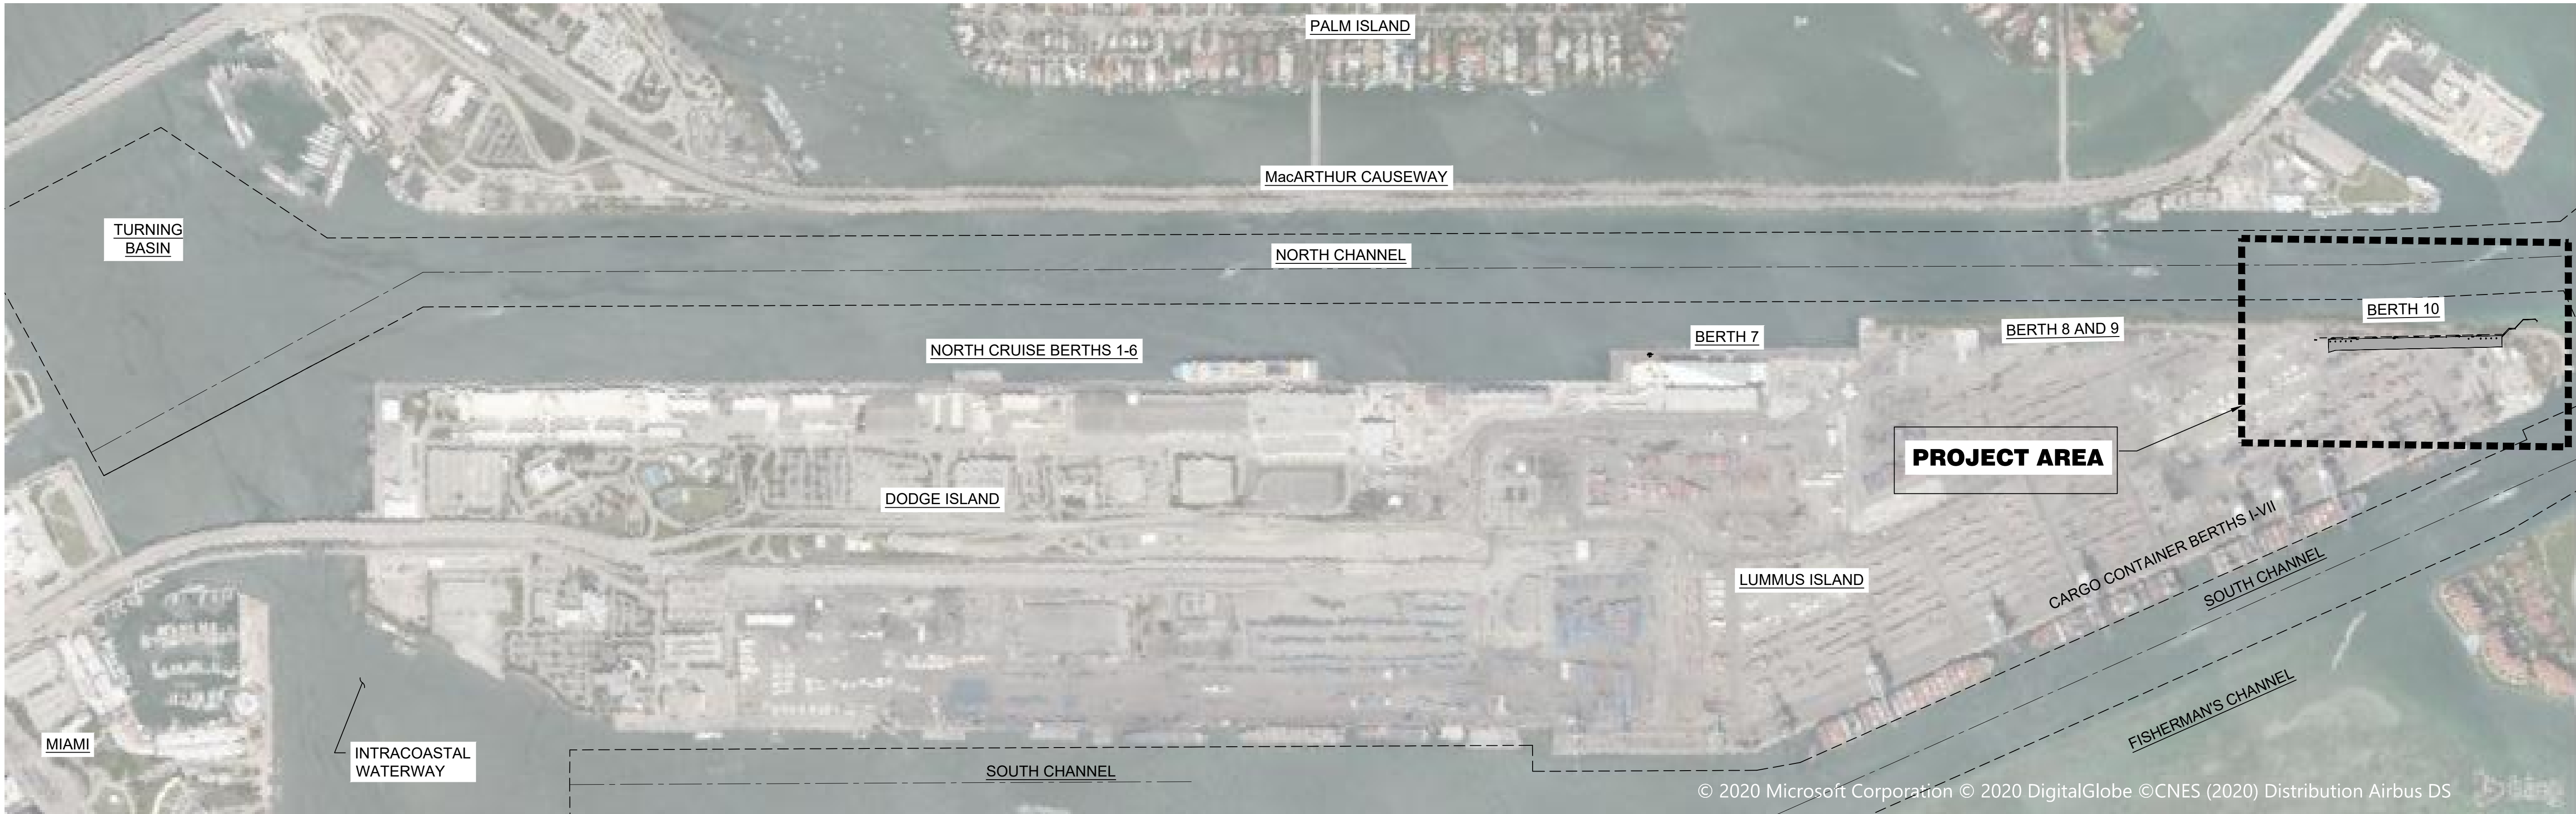 PALM ISLAND
MacARTHUR CAUSEWAY
TURNING
BASIN
NORTH CHANNEL
BERTH 10
BERTH 8 AND 9
BERTH 7
NORTH CRUISE BERTHS 1-6
PROJECT AREA
DODGE ISLAND
CARGO CONTAINER BERTHS I-VII
SOUTH CHANNEL
LUMMUS ISLAND
FISHERMAN'S CHANNEL
MIAMI
INTRACOASTAL
WATERWAY
SOUTH CHANNEL
© 2020 Microsoft Corporation © 2020 DigitalGlobe ©CNES (2020) Distribution Airbus DS